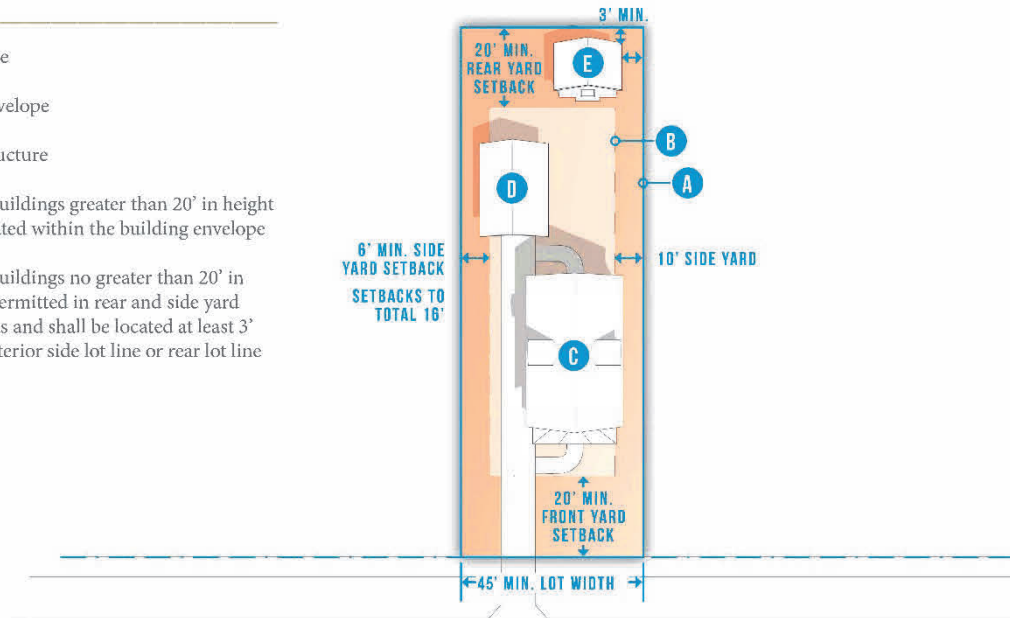 e
velope
ucture
uildings greater than 20' in height
ted within the building envelope
uildings no greater than 20' in
ermitted in rear and side yard
s and shall be located at least 3'
terior side lot line or rear lot line
3' MIN.
20' MIN.
REAR YARD
SETBACK
E
B
A
D
6' MIN. SIDE
YARD SETBACK
SETBACKS TO
TOTAL 16'
10' SIDE YARD
C
20' MIN.
FRONT YARD
SETBACK
45' MIN. LOT WIDTH